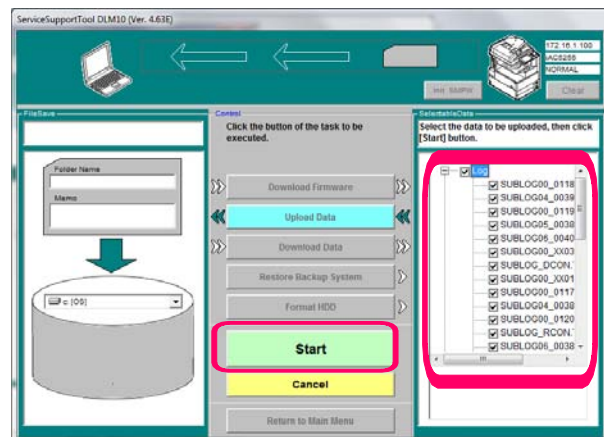 ServiceSupportTool DLM10 (Ver. 4.63E)
172.16.1.100
iAC5255
NORMAL
Init SMPW
Clear
FileSave
Control
SelectableData
Click the button of the task to be
executed.
Select the data to be uploaded, then click
[Start] button.
Folder Name
Memo
c: [OS]
Download Firmware
Upload Data
Download Data
Restore Backup System
Format HDD
Start
Cancel
Return to Main Menu
Log
SUBLOG00_0118
SUBLOG04_0039
SUBLOG00_0119
SUBLOG05_0038
SUBLOG06_0040
SUBLOG00_XX03
SUBLOG_DCON.
SUBLOG00_XX01
SUBLOG00_0117
SUBLOG04_0038
SUBLOG00_0120
SUBLOG_RCON.
SUBLOG06_0038